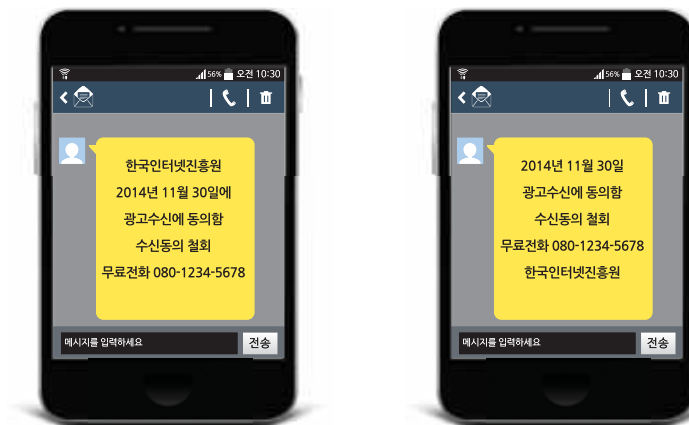 56% 오전 10:30
한국인터넷진흥원
2014년 11월 30일에
광고수신에 동의함
수신동의 철회
무료전화 080-1234-5678
메시지를 입력하세요 전송
56% 오전 10:30
2014년 11월 30일
광고수신에 동의함
수신동의 철회
무료전화 080-1234-5678
한국인터넷진흥원
메시지를 입력하세요 전송